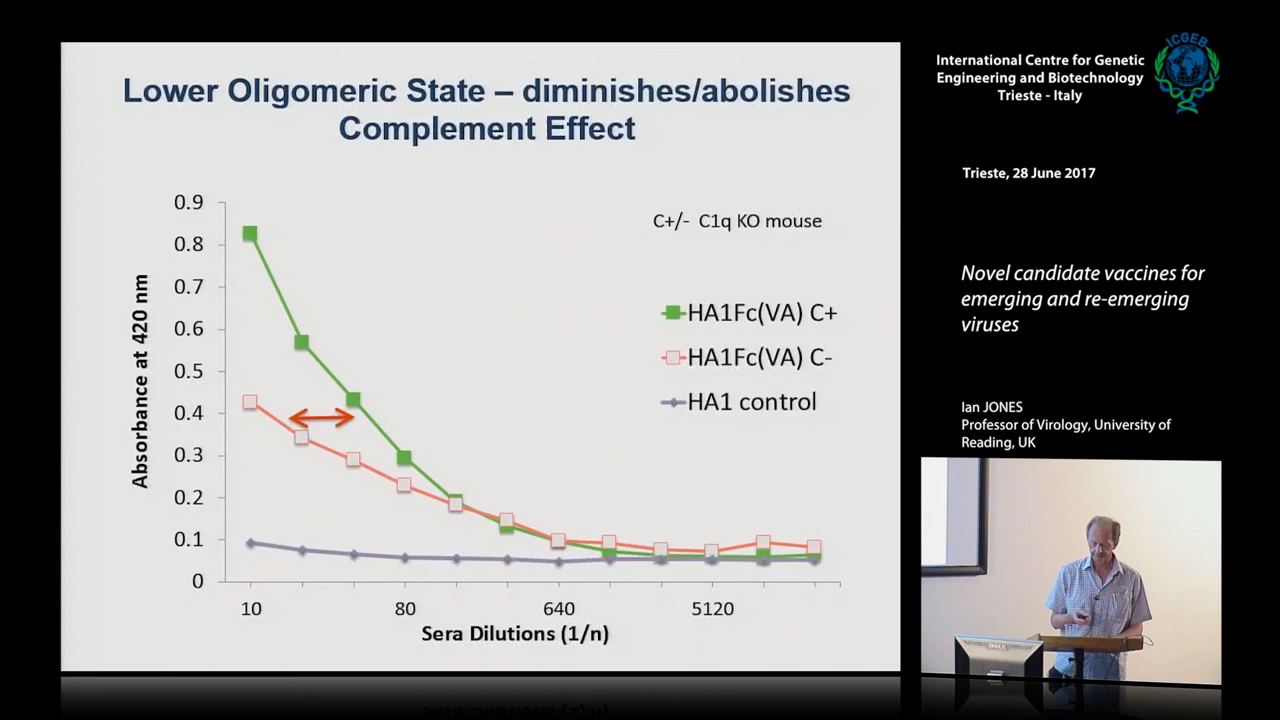 Lower Oligomeric State – diminishes/abolishes
Complement Effect
0.9
0.8
0.7
0.6
0.5
0.4
0.3
0.2
0.1
0
Absorbance at 420 nm
10
80
640
5120
Sera Dilutions (1/n)
C+/- C1q KO mouse
HA1Fc(VA) C+
HA1Fc(VA) C-
HA1 control
International Centre for Genetic
Engineering and Biotechnology
Trieste - Italy
ICGEB
Trieste, 28 June 2017
Novel candidate vaccines for
emerging and re-emerging
viruses
Ian JONES
Professor of Virology, University of
Reading, UK